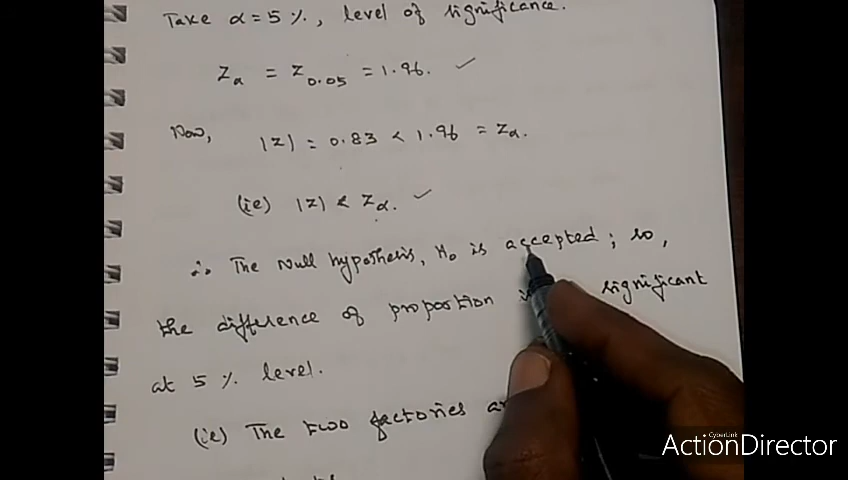 Take α = 5 %, level of significance.
Zα = Z0.05 = 1.96. ✓
Now, |Z| = 0.83 < 1.96 = Zα.
(ie) |Z| < Zα. ✓
∴ The Null hypothesis, H0 is accepted; so,
the difference of proportion significant
at 5 % level.
(ie) The two factories
CyberLink
ActionDirector